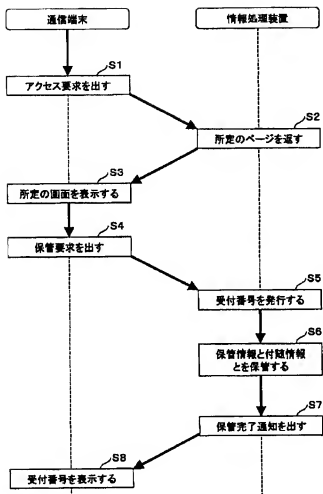 通信端末
情報処理装置
S1
アクセス要求を出す
S2
所定のページを返す
S3
所定の画面を表示する
S4
保管要求を出す
S5
受付番号を発行する
S6
保管情報と付随情報
とを保管する
S7
保管完了通知を出す
S8
受付番号を表示する